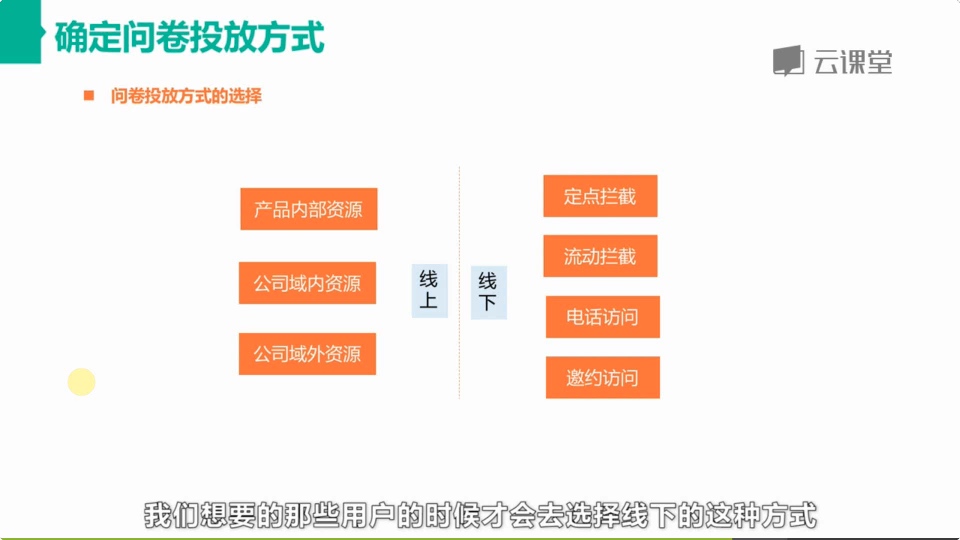 确定问卷投放方式
云课堂
问卷投放方式的选择
产品内部资源
公司域内资源
公司域外资源
线上
线下
定点拦截
流动拦截
电话访问
邀约访问
我们想要的那些用户的时候才会去选择线下的这种方式